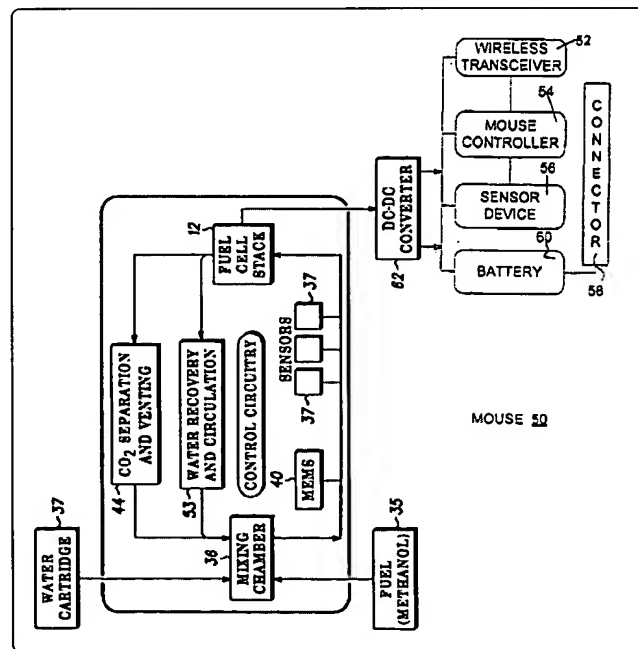 WIRELESS
TRANSCEIVER
52
MOUSE
CONTROLLER
54
SENSOR
DEVICE
56
BATTERY
60
CONNECTOR
58
DC-DC
CONVERTER
62
12
FUEL
CELL
STACK
37
SENSORS
37
CO2 SEPARATION
AND VENTING
44
WATER RECOVERY
AND CIRCULATION
53
CONTROL CIRCUITRY
40
MEMS
MOUSE 50
37
WATER
CARTRIDGE
36
MIXING
CHAMBER
35
FUEL
(METHANOL)